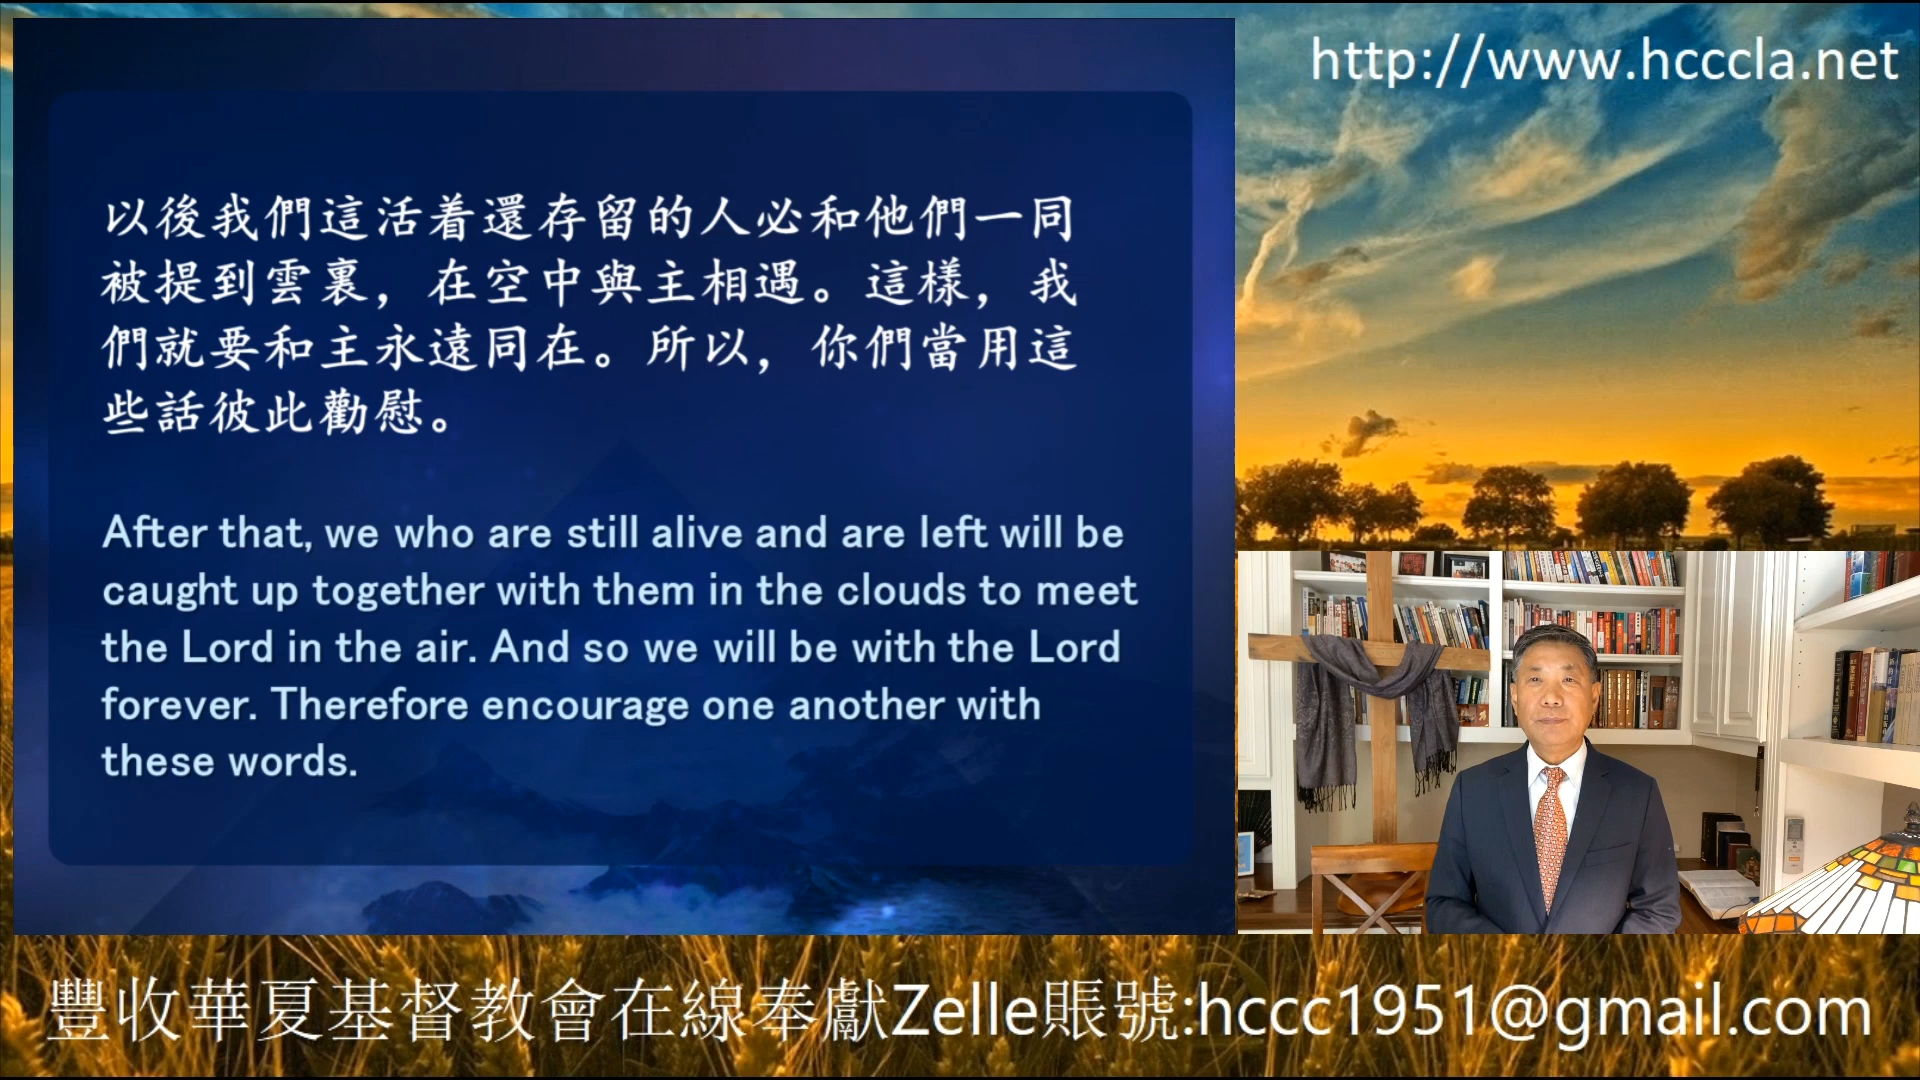 http://www.hcccla.net
以後我們這活着還存留的人必和他們一同
被提到雲裏，在空中與主相遇。這樣，我
們就要和主永遠同在。所以，你們當用這
些話彼此勸慰。
After that, we who are still alive and are left will be
caught up together with them in the clouds to meet
the Lord in the air. And so we will be with the Lord
forever. Therefore encourage one another with
these words.
豐收華夏基督教會在線奉獻Zelle賬號:hccc1951@gmail.com